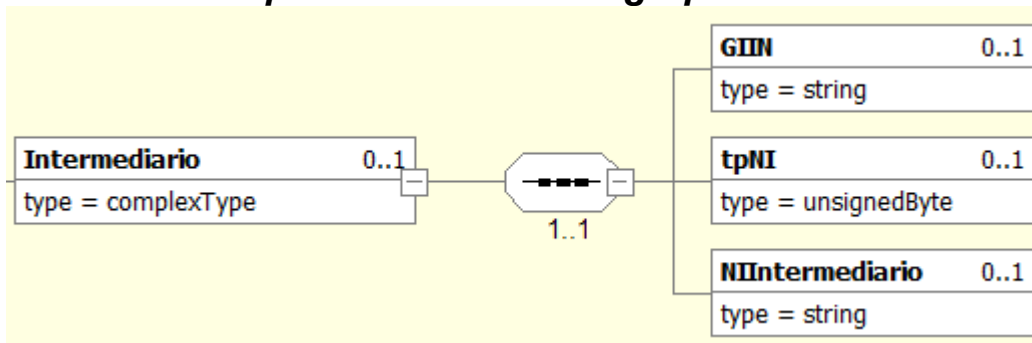 GIIN 0..1
type = string
Intermediario 0..1
type = complexType
1..1
tpNI 0..1
type = unsignedByte
NIIntermediario 0..1
type = string